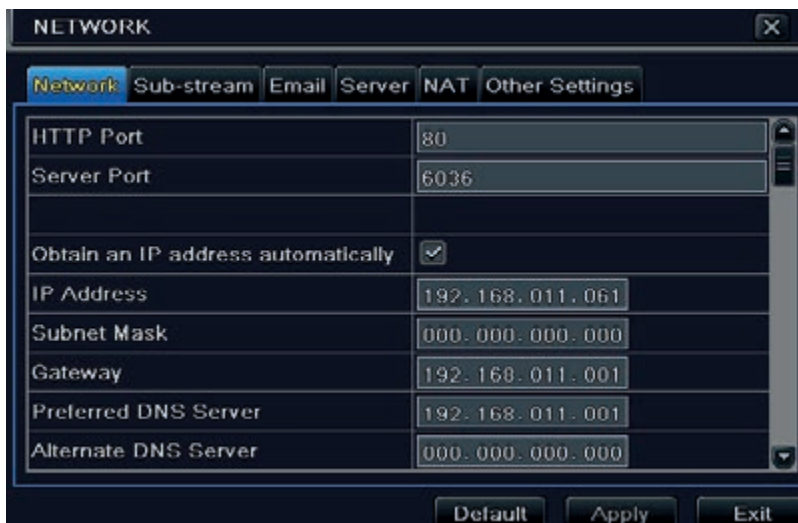 NETWORK
Network Sub-stream Email Server NAT Other Settings
HTTP Port 80
Server Port 6036
Obtain an IP address automatically
IP Address 192.168.011.061
Subnet Mask 000.000.000.000
Gateway 192.168.011.001
Preferred DNS Server 192.168.011.001
Alternate DNS Server 000.000.000.000
Default Apply Exit